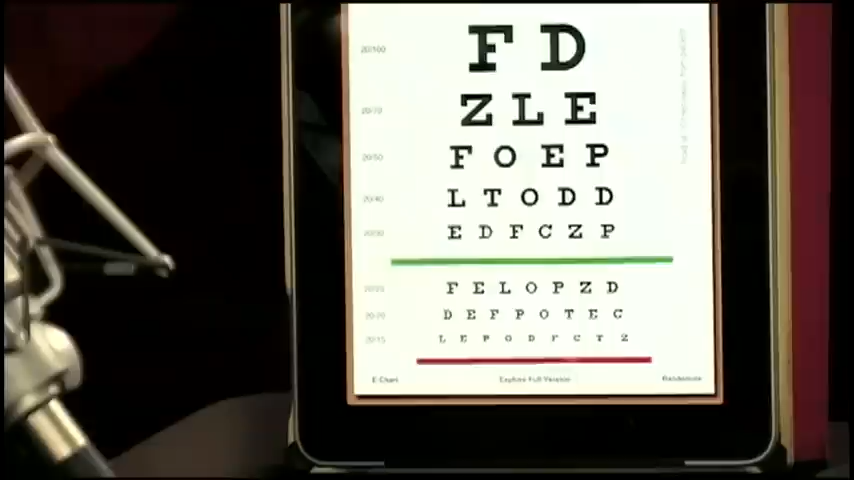 20/100 F D
20/70 Z L E
20/50 F O E P
20/40 L T O D D
20/30 E D F C Z P
20/25 F E L O P Z D
20/20 D E F P O T E C
20/15 L E P O D F C T Z
E Chart Explore Full Version Randomize